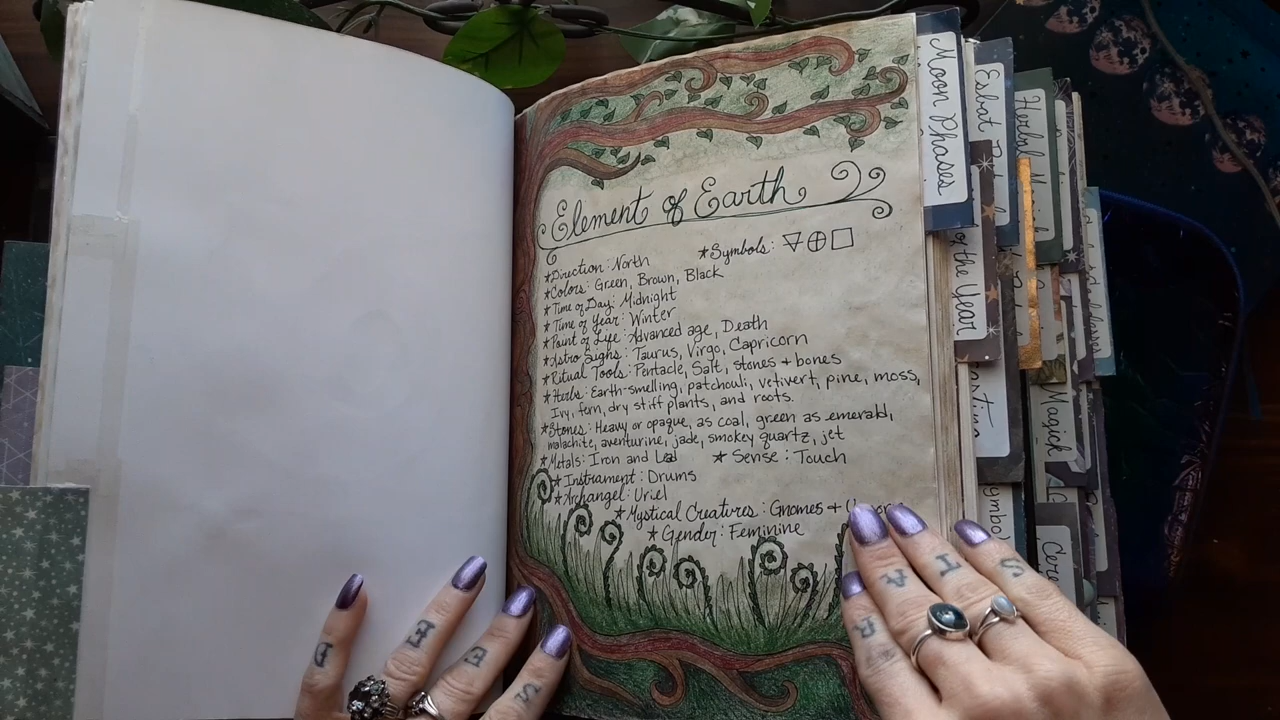 Element of Earth
★Symbols:
★Direction: North
★Colors: Green, Brown, Black
★Time of Day: Midnight
★Time of Year: Winter
★Point of Life: Advanced age, Death
★Astro Signs: Taurus, Virgo, Capricorn
★Ritual Tools: Pentacle, Salt, stones + bones
★Herbs: Earth-smelling, patchouli, vetivert, pine, moss,
Ivy, fern, dry stiff plants, and roots.
★Stones: Heavy or opaque, as coal, green as emerald,
malachite, aventurine, jade, smokey quartz, jet
★Metals: Iron and Lead ★Sense: Touch
★Instrument: Drums
★Archangel: Uriel
★Mystical Creatures: Gnomes +
★Gender: Feminine
Moon Phases
Esbat
Herbal
of the Year
Magick
D E E S
R A T S